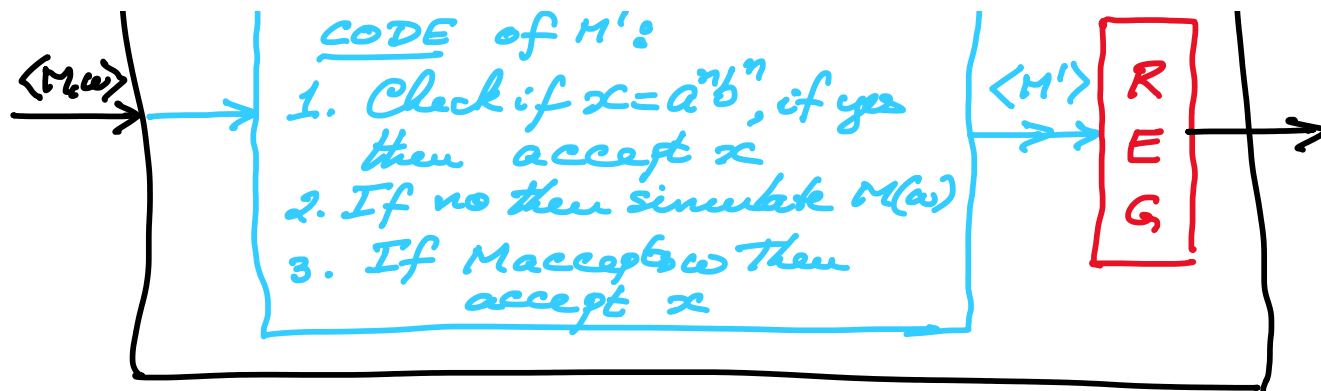 <M,ω>
CODE of M':
1. Check if x=aⁿbⁿ, if yes
then accept x
2. If no then simulate M(ω)
3. If M accepts ω then
accept x
<M'>
R
E
G